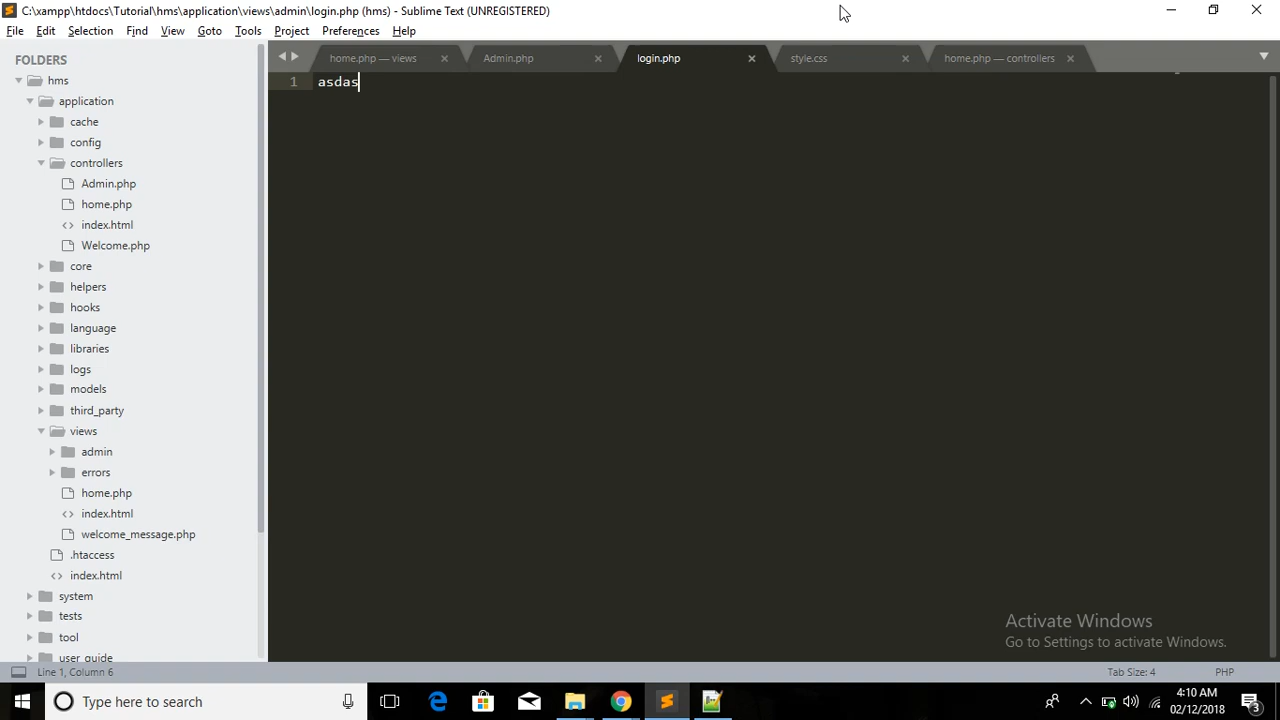 C:\xampp\htdocs\Tutorial\hms\application\views\admin\login.php (hms) - Sublime Text (UNREGISTERED)
File Edit Selection Find View Goto Tools Project Preferences Help
FOLDERS
home.php — views
Admin.php
login.php
style.css
home.php — controllers
1 asdas
hms
application
cache
config
controllers
Admin.php
home.php
index.html
Welcome.php
core
helpers
hooks
language
libraries
logs
models
third_party
views
admin
errors
home.php
index.html
welcome_message.php
.htaccess
index.html
system
tests
tool
user_guide
Activate Windows
Go to Settings to activate Windows.
Line 1, Column 6
Tab Size: 4
PHP
Type here to search
4:10 AM
02/12/2018
3